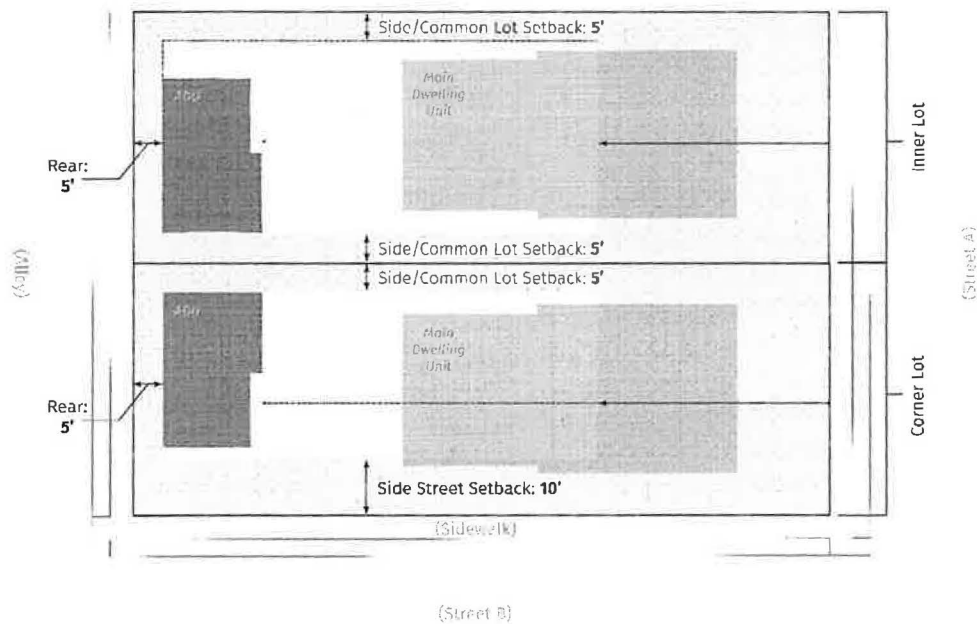 Side/Common Lot Setback: 5'
ADU
Main
Dwelling
Unit
Rear:
5'
Inner Lot
Side/Common Lot Setback: 5'
(Alley)
(Street A)
Side/Common Lot Setback: 5'
ADU
Main
Dwelling
Unit
Rear:
5'
Corner Lot
Side Street Setback: 10'
(Sidewalk)
(Street B)